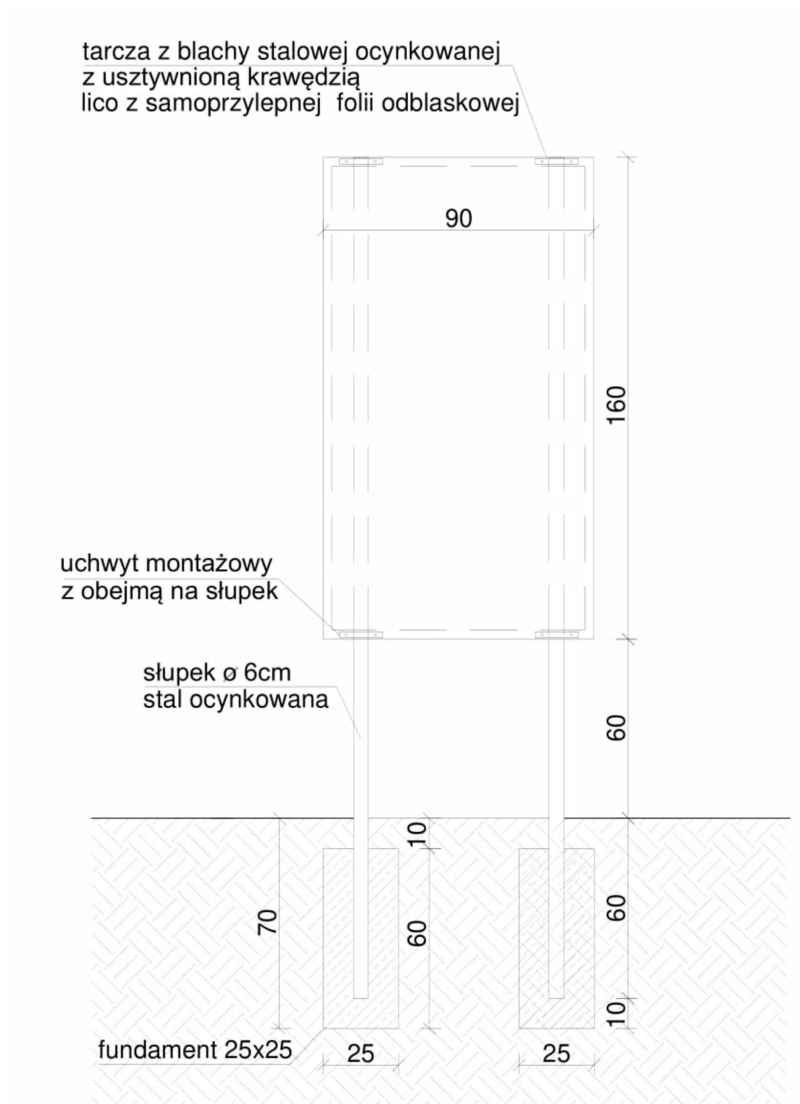 tarcza z blachy stalowej ocynkowanej
z usztywnioną krawędzią
lico z samoprzylepnej folii odblaskowej
90
160
uchwyt montażowy
z obejmą na słupek
słupek ø 6cm
stal ocynkowana
60
10
70
60
60
10
fundament 25x25
25
25